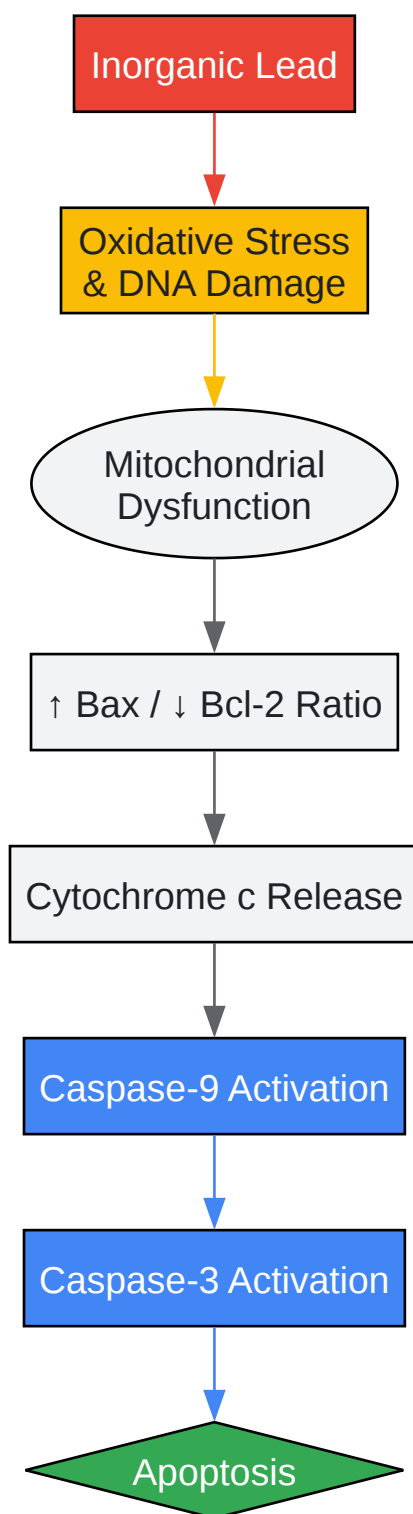 Inorganic Lead
Oxidative Stress
& DNA Damage
Mitochondrial
Dysfunction
↑ Bax / ↓ Bcl-2 Ratio
Cytochrome c Release
Caspase-9 Activation
Caspase-3 Activation
Apoptosis